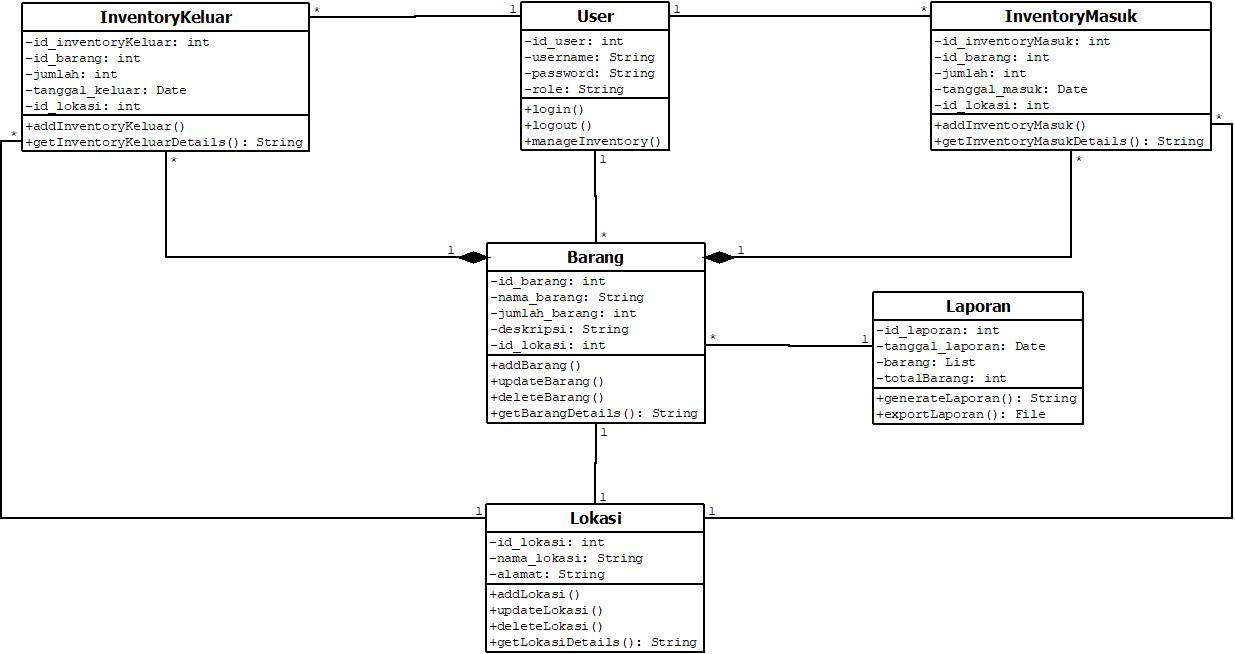 InventoryKeluar
-id_inventoryKeluar: int
-id_barang: int
-jumlah: int
-tanggal_keluar: Date
-id_lokasi: int
+addInventoryKeluar()
+getInventoryKeluarDetails(): String
* 1
User
-id_user: int
-username: String
-password: String
-role: String
+login()
+logout()
+manageInventory()
1 *
InventoryMasuk
-id_inventoryMasuk: int
-id_barang: int
-jumlah: int
-tanggal_masuk: Date
-id_lokasi: int
+addInventoryMasuk()
+getInventoryMasukDetails(): String
* *
* 1 *
1 * 1
Barang
-id_barang: int
-nama_barang: String
-jumlah_barang: int
-deskripsi: String
-id_lokasi: int
+addBarang()
+updateBarang()
+deleteBarang()
+getBarangDetails(): String
* 1
Laporan
-id_laporan: int
-tanggal_laporan: Date
-barang: List
-totalBarang: int
+generateLaporan(): String
+exportLaporan(): File
1
1
1 1
Lokasi
-id_lokasi: int
-nama_lokasi: String
-alamat: String
+addLokasi()
+updateLokasi()
+deleteLokasi()
+getLokasiDetails(): String